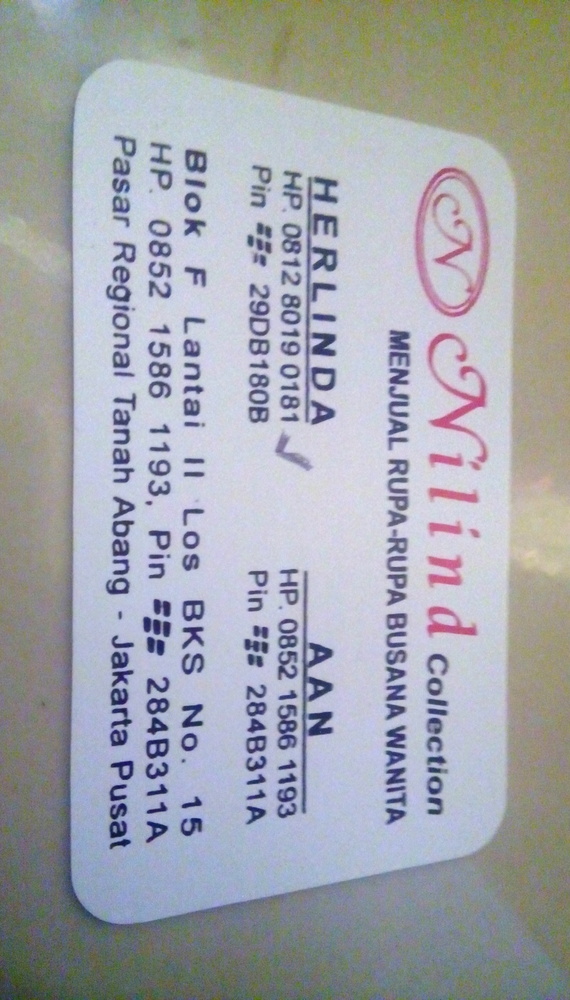 N Nilind Collection
MENJUAL RUPA-RUPA BUSANA WANITA
HERLINDA
HP. 0812 8019 0181
Pin 29DB180B
AAN
HP. 0852 1586 1193
Pin 284B311A
Blok F Lantai II Los BKS No. 15
HP. 0852 1586 1193, Pin 284B311A
Pasar Regional Tanah Abang - Jakarta Pusat